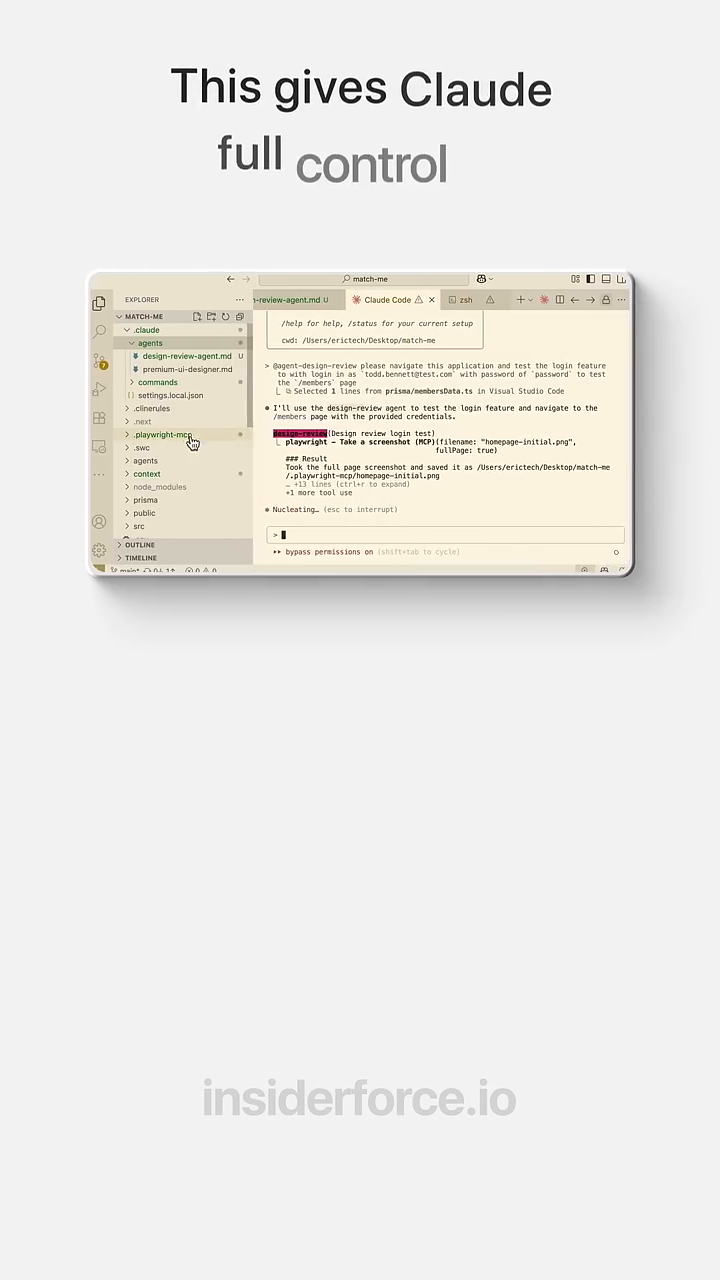 This gives Claude
full control
match-me
EXPLORER
n-review-agent.md U
Claude Code
zsh
MATCH-ME
.claude
agents
design-review-agent.md U
premium-ui-designer.md
commands
settings.local.json
.clinerules
.next
.playwright-mcp
.swc
agents
context
node_modules
prisma
public
src
OUTLINE
TIMELINE
main*
/help for help, /status for your current setup
cwd: /Users/erictech/Desktop/match-me
> @agent-design-review please navigate this application and test the login feature
to with login in as `todd.bennett@test.com` with password of `password` to test
the `/members` page
Selected 1 lines from prisma/membersData.ts in Visual Studio Code
I'll use the design-review agent to test the login feature and navigate to the
/members page with the provided credentials.
design-review(Design review login test)
playwright – Take a screenshot (MCP)(filename: "homepage-initial.png",
fullPage: true)
### Result
Took the full page screenshot and saved it as /Users/erictech/Desktop/match-me
/.playwright-mcp/homepage-initial.png
… +13 lines (ctrl+r to expand)
+1 more tool use
Nucleating… (esc to interrupt)
>
bypass permissions on (shift+tab to cycle)
insiderforce.io